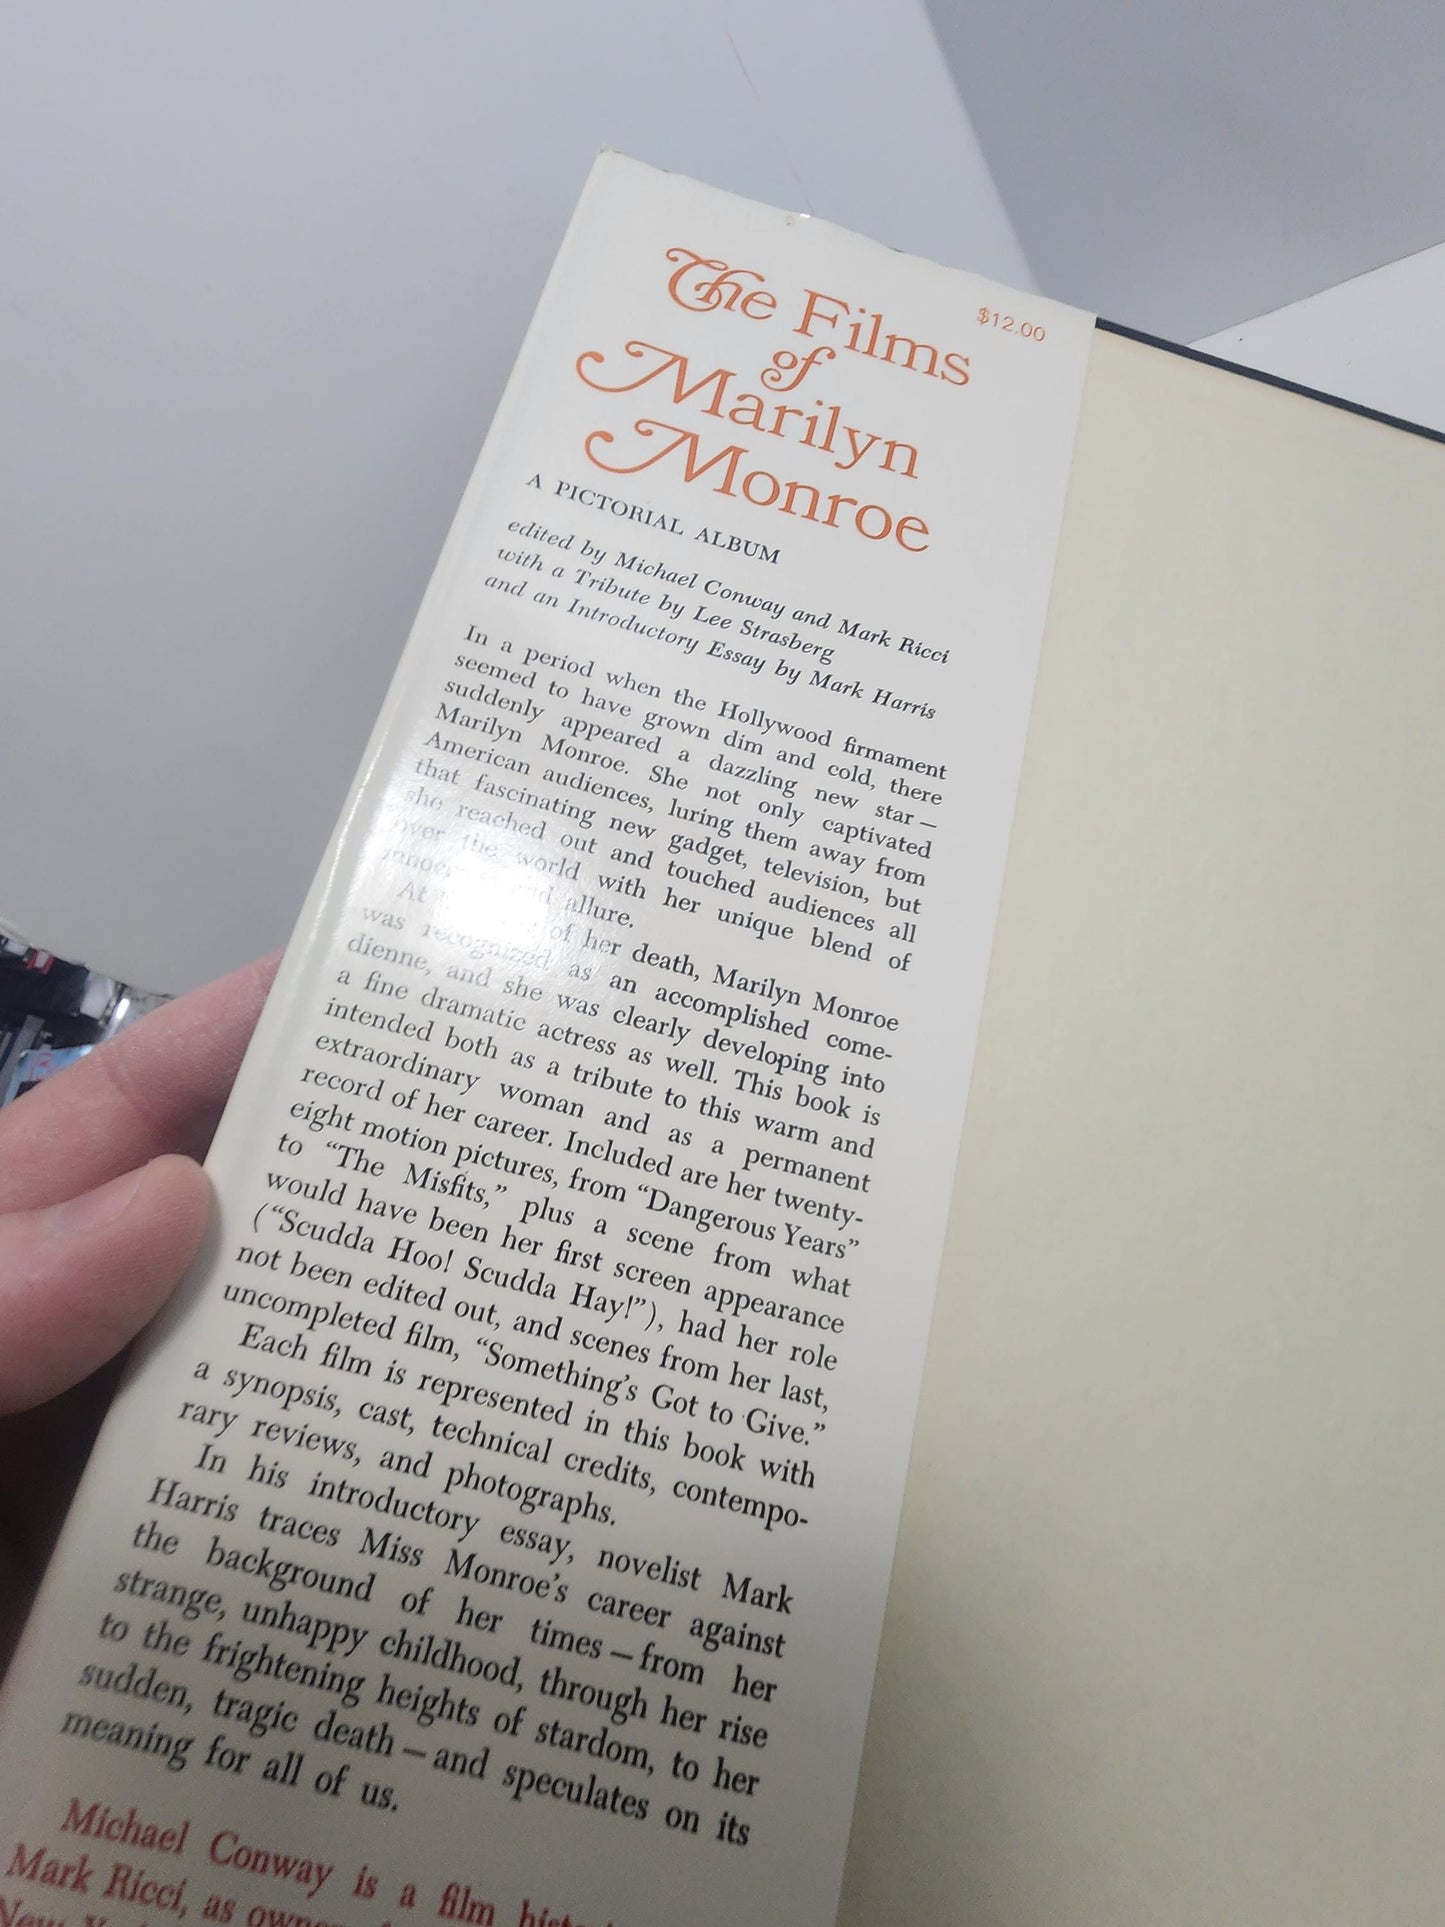 The Films
$12.00
of
Marilyn
Monroe
A PICTORIAL ALBUM
edited by Michael Conway and Mark Ricci
with a Tribute by Lee Strasberg
and an Introductory Essay by Mark Harris
In a period when the Hollywood firmament
seemed to have grown dim and cold, there
suddenly appeared a dazzling new star—
Marilyn Monroe. She not only captivated
American audiences, luring them away from
that fascinating new gadget, television, but
she reached out and touched audiences all
over the world with her unique blend of
and allure.
At of her death, Marilyn Monroe
was recognized as an accomplished come-
dienne, and she was clearly developing into
a fine dramatic actress as well. This book is
intended both as a tribute to this warm and
extraordinary woman and as a permanent
record of her career. Included are her twenty-
eight motion pictures, from “Dangerous Years”
to “The Misfits,” plus a scene from what
would have been her first screen appearance
(“Scudda Hoo! Scudda Hay!”), had her role
not been edited out, and scenes from her last,
uncompleted film, “Something’s Got to Give.”
Each film is represented in this book with
a synopsis, cast, technical credits, contempo-
rary reviews, and photographs.
In his introductory essay, novelist Mark
Harris traces Miss Monroe’s career against
the background of her times—from her
strange, unhappy childhood, through her rise
to the frightening heights of stardom, to her
sudden, tragic death—and speculates on its
meaning for all of us.
Michael Conway is a film
Mark Ricci, as
New